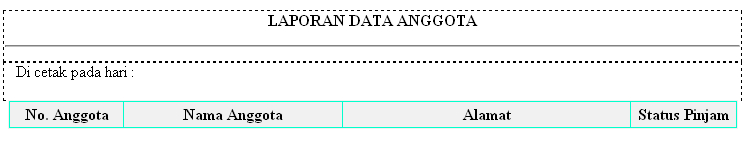 LAPORAN DATA ANGGOTA
Di cetak pada hari :
No. Anggota Nama Anggota Alamat Status Pinjam